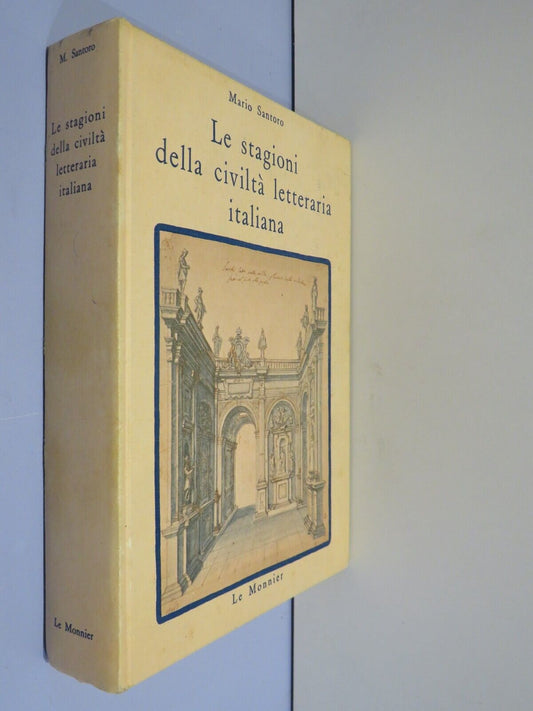 M. Santoro
Le stagioni
della civiltà
letteraria
italiana
Le Monnier
Mario Santoro
Le stagioni
della civiltà letteraria
italiana
Le Monnier